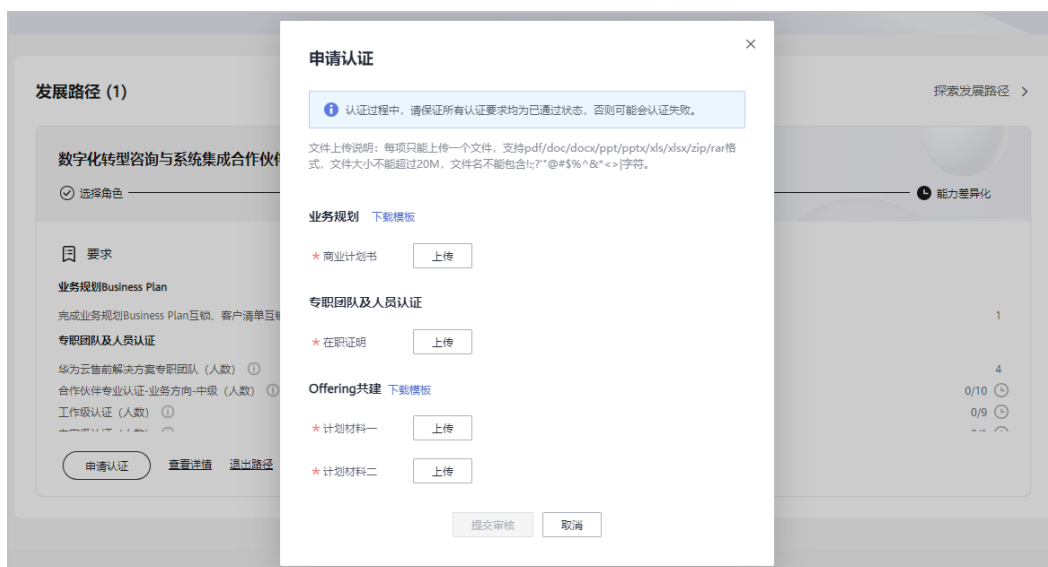 申请认证
认证过程中，请保证所有认证要求均为已通过状态，否则可能会认证失败。
文件上传说明：每项只能上传一个文件，支持pdf/doc/docx/ppt/pptx/xls/xlsx/zip/rar格
式，文件大小不能超过20M，文件名不能包含!:;?'"@#$%^&*<>|字符。
业务规划 下载模板
* 商业计划书 上传
专职团队及人员认证
* 在职证明 上传
Offering共建 下载模板
* 计划材料一 上传
* 计划材料二 上传
提交审核 取消
发展路径 (1) 探索发展路径 >
数字化转型咨询与系统集成合作伙
选择角色 能力差异化
要求
业务规划Business Plan
完成业务规划Business Plan互锁、客户清单互 1
专职团队及人员认证
华为云售前解决方案专职团队（人数） 4
合作伙伴专业认证-业务方向-中级（人数） 0/10
工作级认证（人数） 0/9
申请认证 查看详情 退出路径